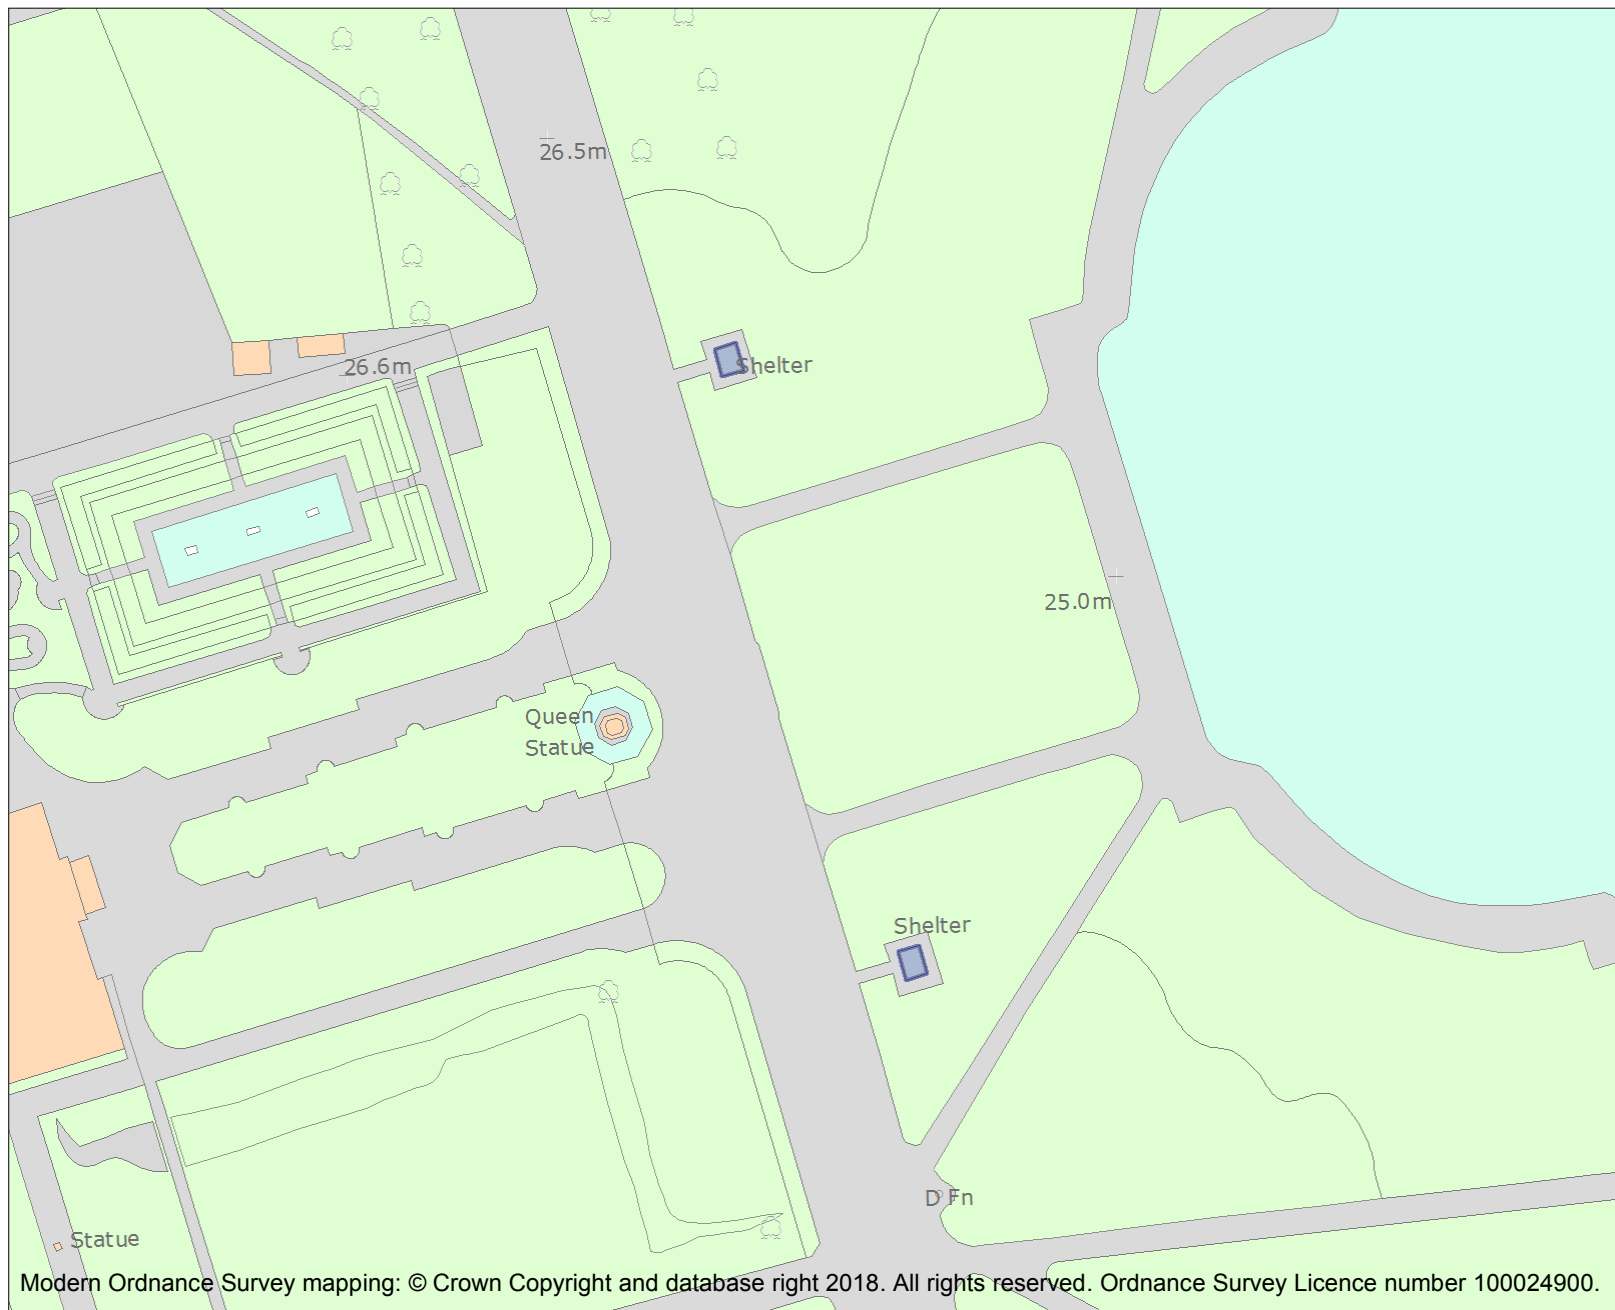 26.5m
Shelter
26.6m
25.0m
Queen
Statue
Shelter
D Fn
Statue
Modern Ordnance Survey mapping: © Crown Copyright and database right 2018. All rights reserved. Ordnance Survey Licence number 100024900.